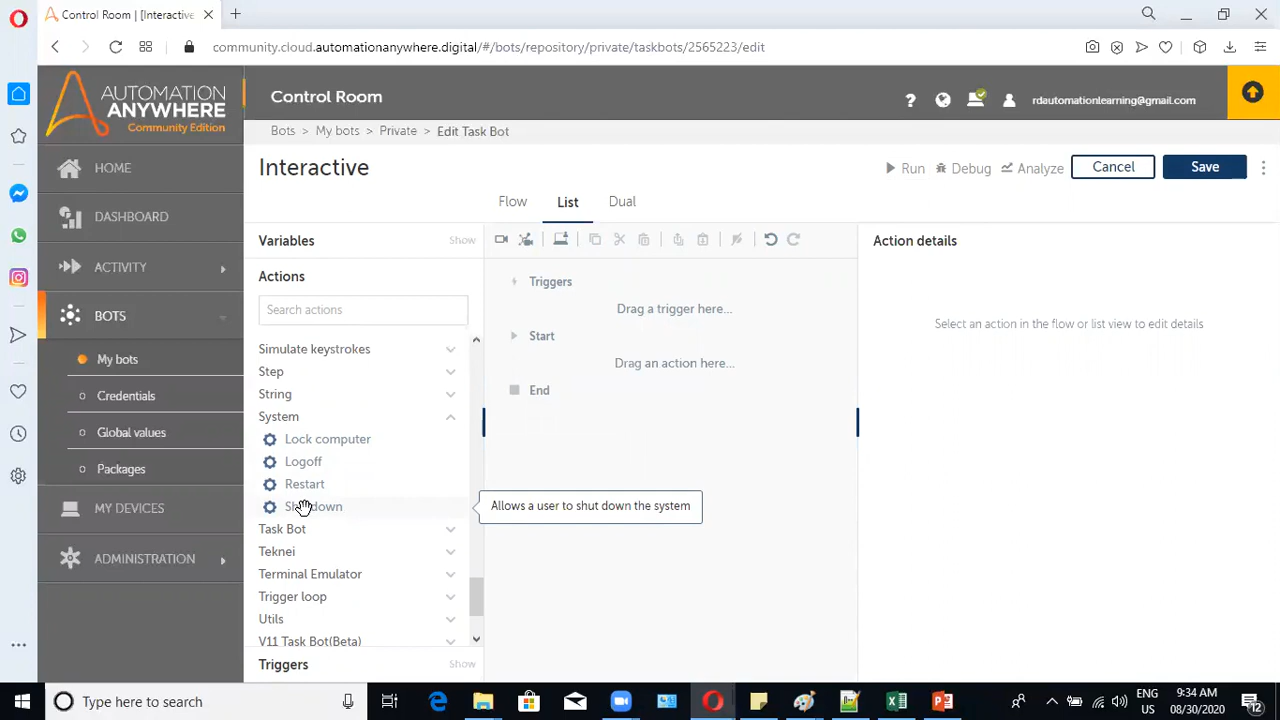 Control Room | [Interactive
community.cloud.automationanywhere.digital/#/bots/repository/private/taskbots/2565223/edit
AUTOMATION
ANYWHERE
Community Edition
Control Room
rdautomationlearning@gmail.com
Bots > My bots > Private > Edit Task Bot
HOME
DASHBOARD
ACTIVITY
BOTS
My bots
Credentials
Global values
Packages
MY DEVICES
ADMINISTRATION
Interactive
Run Debug Analyze Cancel Save
Flow List Dual
Variables Show
Actions
Search actions
Simulate keystrokes
Step
String
System
Lock computer
Logoff
Restart
Task Bot
Teknei
Terminal Emulator
Trigger loop
Utils
V11 Task Bot(Beta)
Triggers Show
Triggers
Drag a trigger here...
Start
Drag an action here...
End
Allows a user to shut down the system
Action details
Select an action in the flow or list view to edit details
Type here to search
ENG
US
9:34 AM
08/30/2020
12